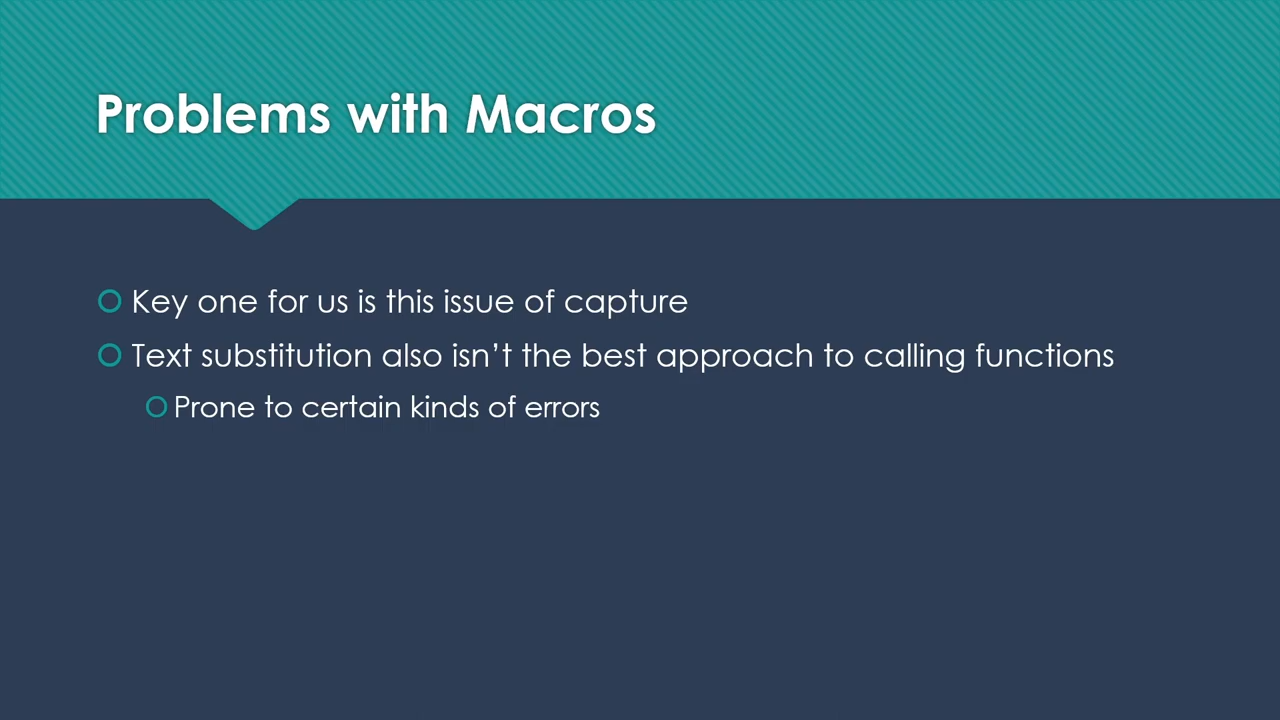 Problems with Macros
Key one for us is this issue of capture
Text substitution also isn’t the best approach to calling functions
Prone to certain kinds of errors